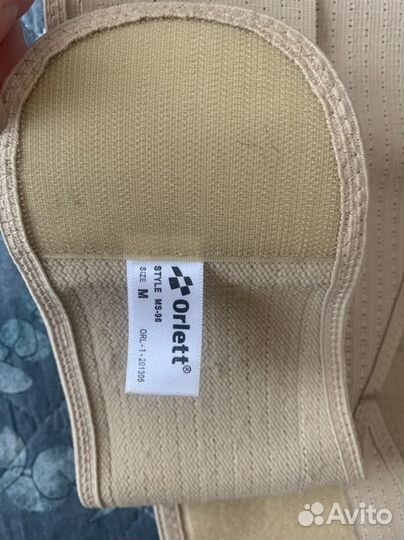 Orlett®
STYLE MS-96
SIZE M ORL-1-201305
Avito